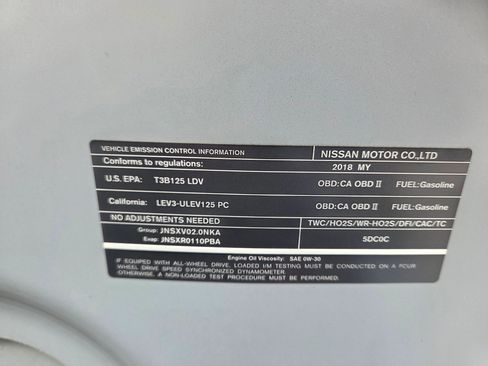 VEHICLE EMISSION CONTROL INFORMATION NISSAN MOTOR CO.,LTD
Conforms to regulations: 2018 MY
U.S. EPA: T3B125 LDV OBD:CA OBD II FUEL:Gasoline
California: LEV3-ULEV125 PC OBD:CA OBD II FUEL:Gasoline
NO ADJUSTMENTS NEEDED TWC/HO2S/WR-HO2S/DFI/CAC/TC
Group: JNSXV02.0NKA
Evap: JNSXR0110PBA 5DC0C
Engine Oil Viscosity: SAE 0W-30
IF EQUIPED WITH ALL-WHEEL DRIVE, LOADED I/M TESTING MUST BE CONDUCTED ON A 4-WHEEL
DRIVE SPEED SYNCHRONIZED DYNAMOMETER.
OTHERWISE, A NON-LOADED TEST PROCEDURE MUST BE PERFORMED.